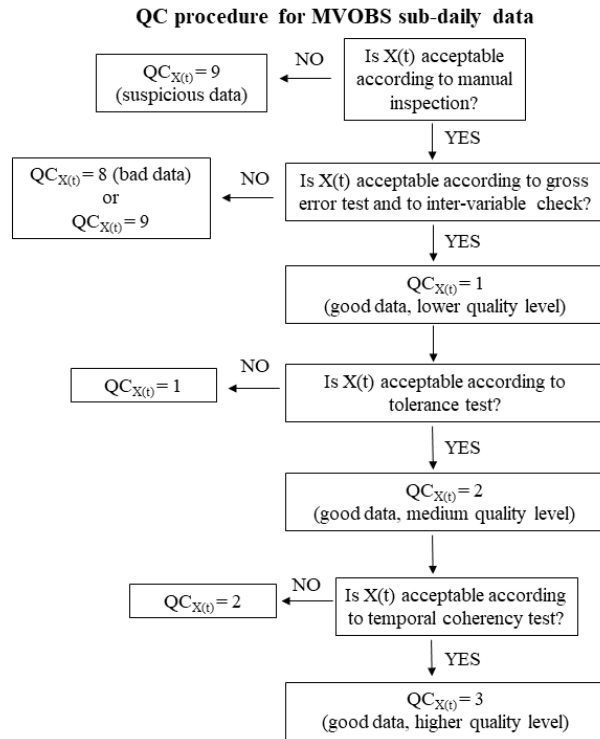 QC procedure for MVOBS sub-daily data
Is X(t) acceptable
according to manual
inspection?
NO
QCX(t) = 9
(suspicious data)
YES
Is X(t) acceptable according to gross
error test and to inter-variable check?
NO
QCX(t) = 8 (bad data)
or
QCX(t) = 9
YES
QCX(t) = 1
(good data, lower quality level)
Is X(t) acceptable according to
tolerance test?
NO
QCX(t) = 1
YES
QCX(t) = 2
(good data, medium quality level)
Is X(t) acceptable according
to temporal coherency test?
NO
QCX(t) = 2
YES
QCX(t) = 3
(good data, higher quality level)